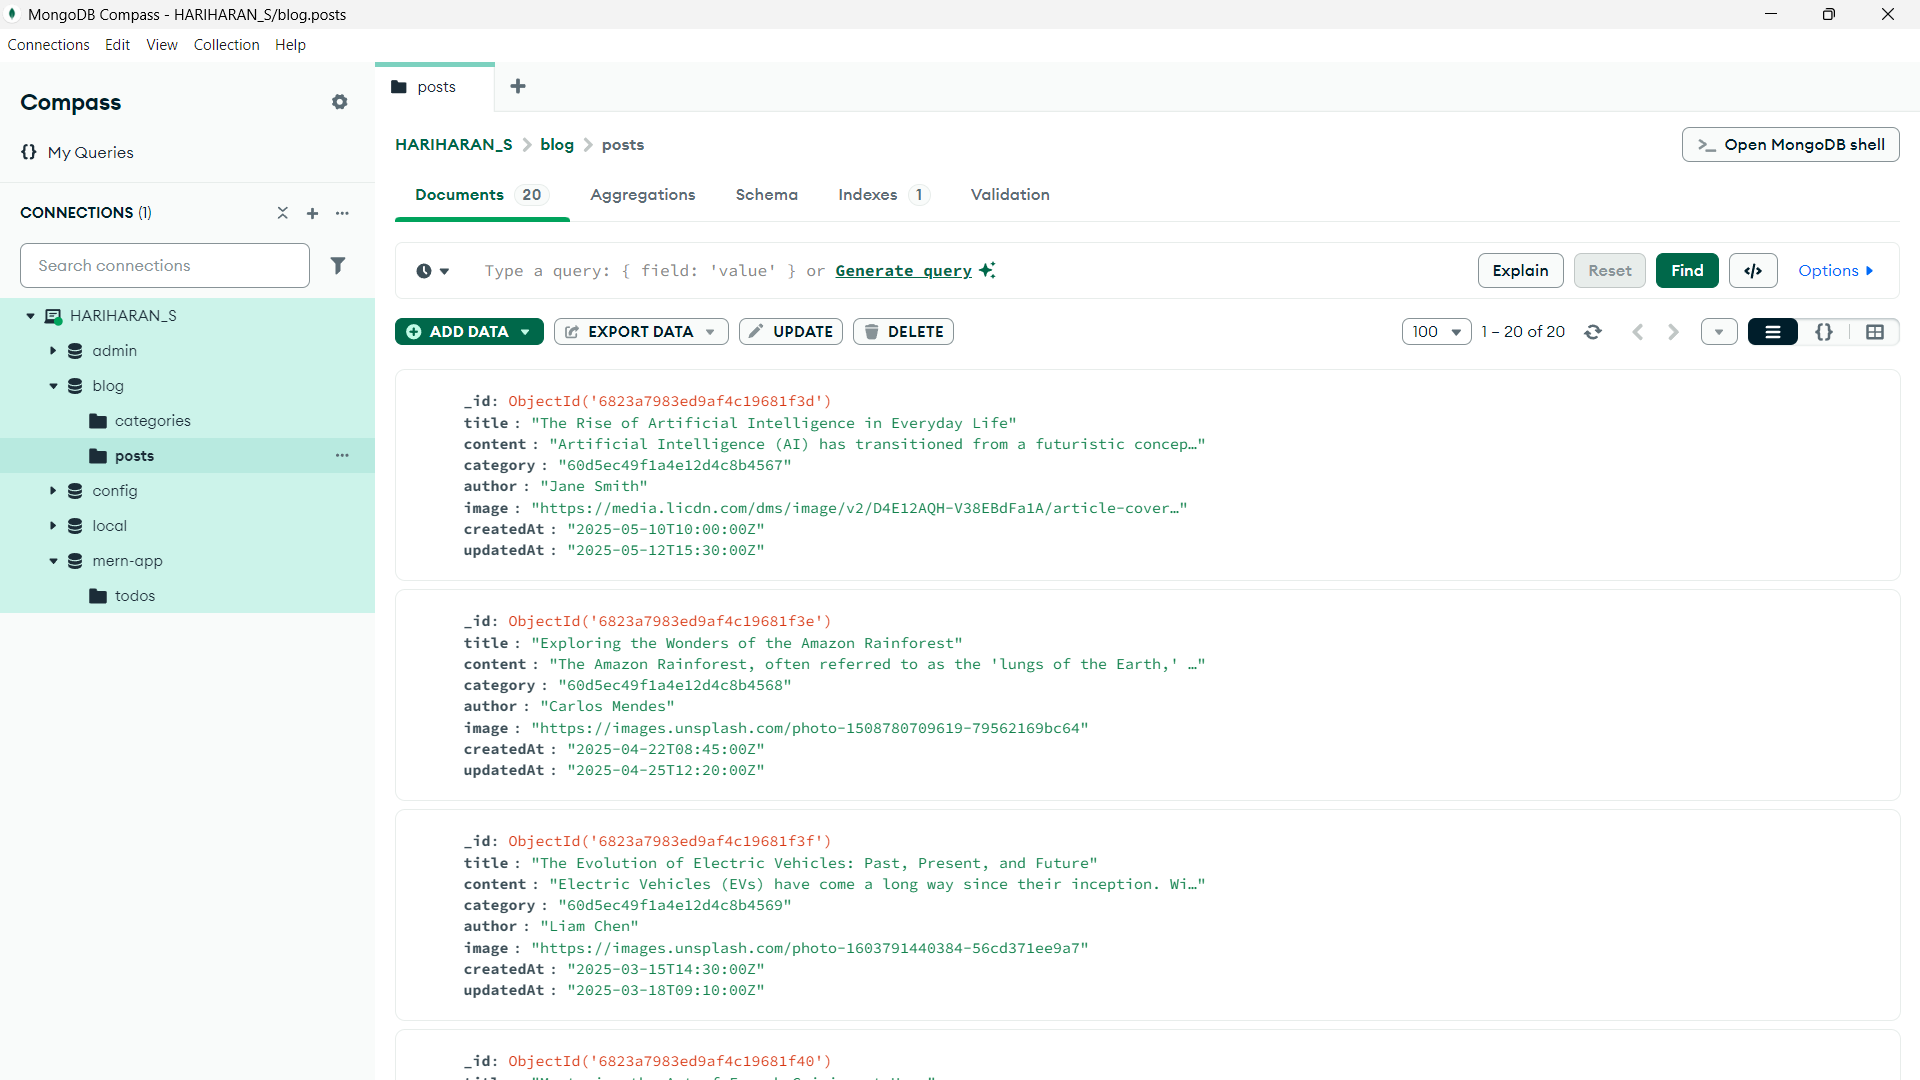 MongoDB Compass - HARIHARAN_S/blog.posts
Connections Edit View Collection Help
Compass
My Queries
CONNECTIONS (1)
Search connections
HARIHARAN_S
admin
blog
categories
posts
config
local
mern-app
todos
posts
HARIHARAN_S > blog > posts
>_ Open MongoDB shell
Documents 20 Aggregations Schema Indexes 1 Validation
Type a query: { field: 'value' } or Generate query
Explain Reset Find </> Options
ADD DATA EXPORT DATA UPDATE DELETE
100 1 – 20 of 20
_id: ObjectId('6823a7983ed9af4c19681f3d')
title : "The Rise of Artificial Intelligence in Everyday Life"
content : "Artificial Intelligence (AI) has transitioned from a futuristic concep…"
category : "60d5ec49f1a4e12d4c8b4567"
author : "Jane Smith"
image : "https://media.licdn.com/dms/image/v2/D4E12AQH-V38EBdFa1A/article-cover…"
createdAt : "2025-05-10T10:00:00Z"
updatedAt : "2025-05-12T15:30:00Z"
_id: ObjectId('6823a7983ed9af4c19681f3e')
title : "Exploring the Wonders of the Amazon Rainforest"
content : "The Amazon Rainforest, often referred to as the 'lungs of the Earth,' …"
category : "60d5ec49f1a4e12d4c8b4568"
author : "Carlos Mendes"
image : "https://images.unsplash.com/photo-1508780709619-79562169bc64"
createdAt : "2025-04-22T08:45:00Z"
updatedAt : "2025-04-25T12:20:00Z"
_id: ObjectId('6823a7983ed9af4c19681f3f')
title : "The Evolution of Electric Vehicles: Past, Present, and Future"
content : "Electric Vehicles (EVs) have come a long way since their inception. Wi…"
category : "60d5ec49f1a4e12d4c8b4569"
author : "Liam Chen"
image : "https://images.unsplash.com/photo-1603791440384-56cd371ee9a7"
createdAt : "2025-03-15T14:30:00Z"
updatedAt : "2025-03-18T09:10:00Z"
_id: ObjectId('6823a7983ed9af4c19681f40')